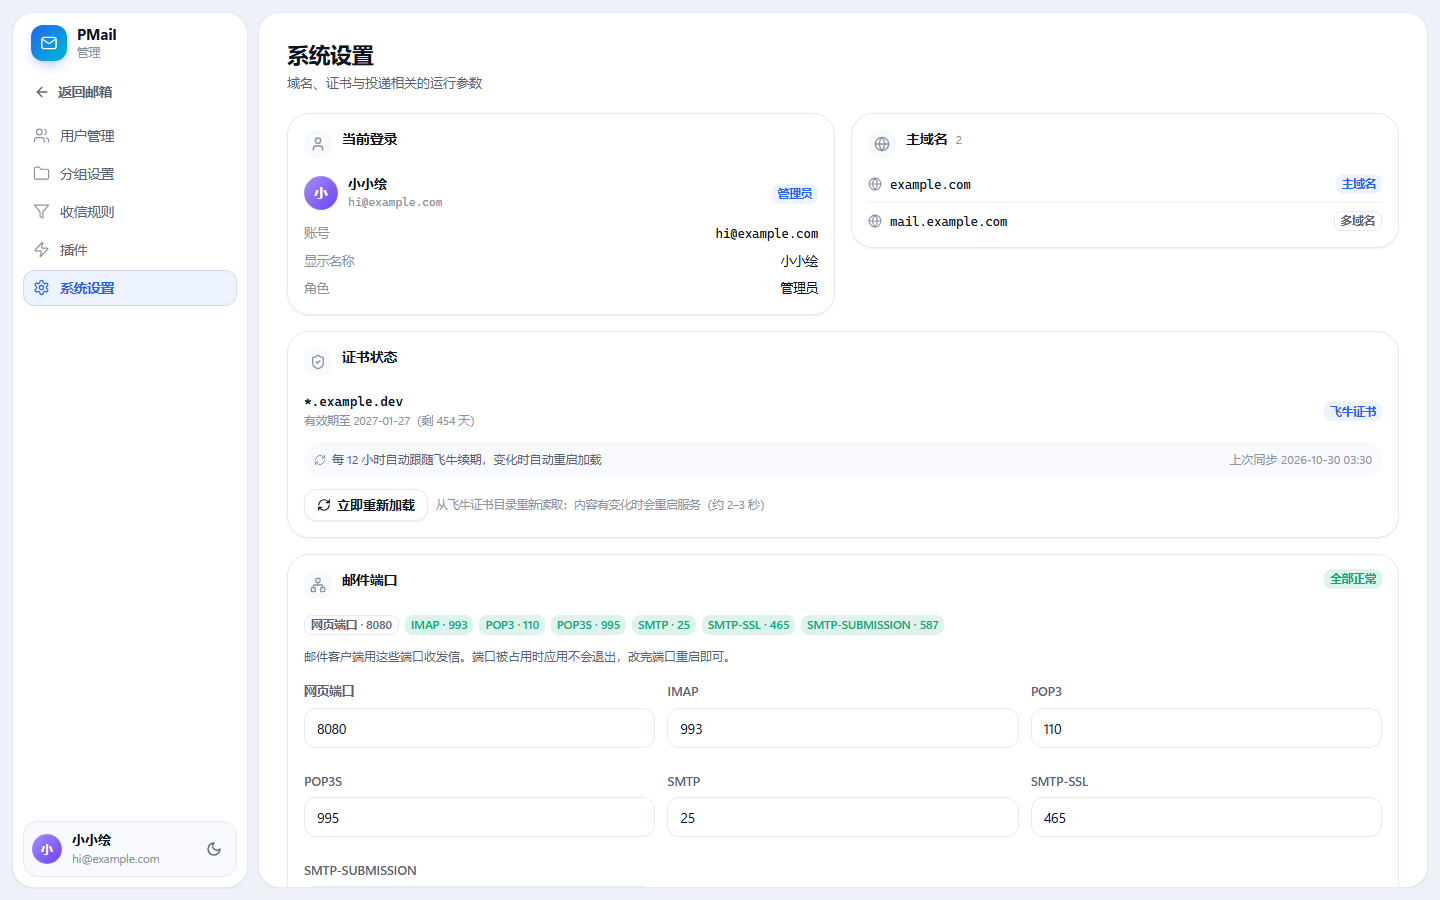 PMail
管理
返回邮箱
用户管理
分组设置
收信规则
插件
系统设置
小
小小绘
hi@example.com
系统设置
域名、证书与投递相关的运行参数
当前登录
小
小小绘
hi@example.com
管理员
账号
hi@example.com
显示名称
小小绘
角色
管理员
主域名 2
example.com
主域名
mail.example.com
多域名
证书状态
*.example.dev
有效期至 2027-01-27（剩 454 天）
飞牛证书
每 12 小时自动跟随飞牛续期，变化时自动重启加载
上次同步 2026-10-30 03:30
立即重新加载
从飞牛证书目录重新读取；内容有变化时会重启服务（约 2–3 秒）
邮件端口
全部正常
网页端口 · 8080
IMAP · 993
POP3 · 110
POP3S · 995
SMTP · 25
SMTP-SSL · 465
SMTP-SUBMISSION · 587
邮件客户端用这些端口收发信。端口被占用时应用不会退出，改完端口重启即可。
网页端口
IMAP
POP3
8080
993
110
POP3S
SMTP
SMTP-SSL
995
25
465
SMTP-SUBMISSION